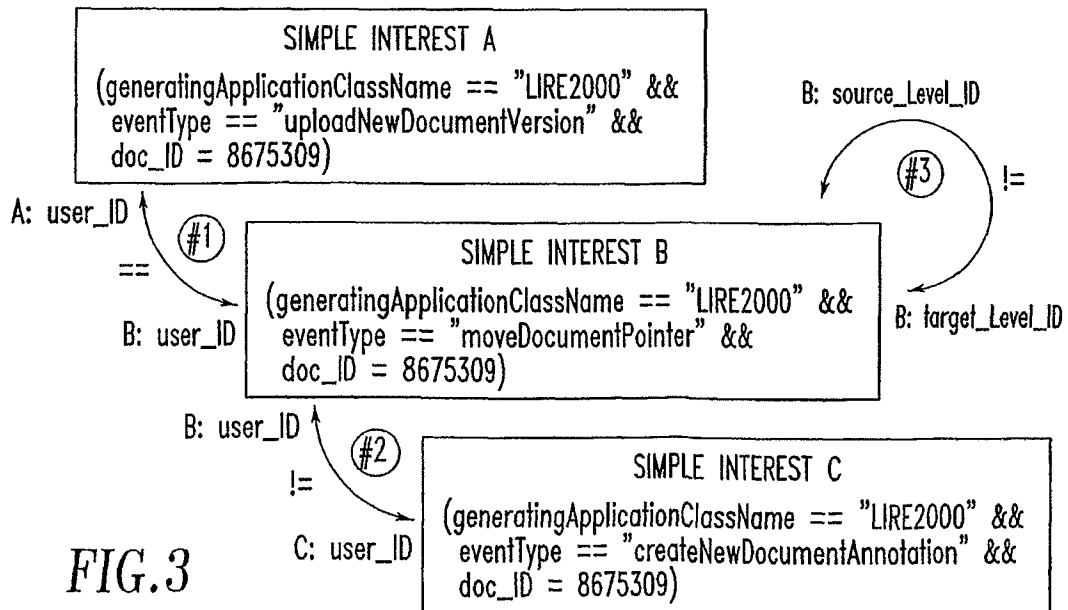 SIMPLE INTEREST A
(generatingApplicationClassName == "LIRE2000" &&
eventType == "uploadNewDocumentVersion" &&
doc_ID = 8675309)
B: source_Level_ID
#3
!=
A: user_ID
#1
==
B: user_ID
SIMPLE INTEREST B
(generatingApplicationClassName == "LIRE2000" &&
eventType == "moveDocumentPointer" &&
doc_ID = 8675309)
B: target_Level_ID
B: user_ID
#2
!=
C: user_ID
SIMPLE INTEREST C
(generatingApplicationClassName == "LIRE2000" &&
eventType == "createNewDocumentAnnotation" &&
doc_ID = 8675309)
FIG.3